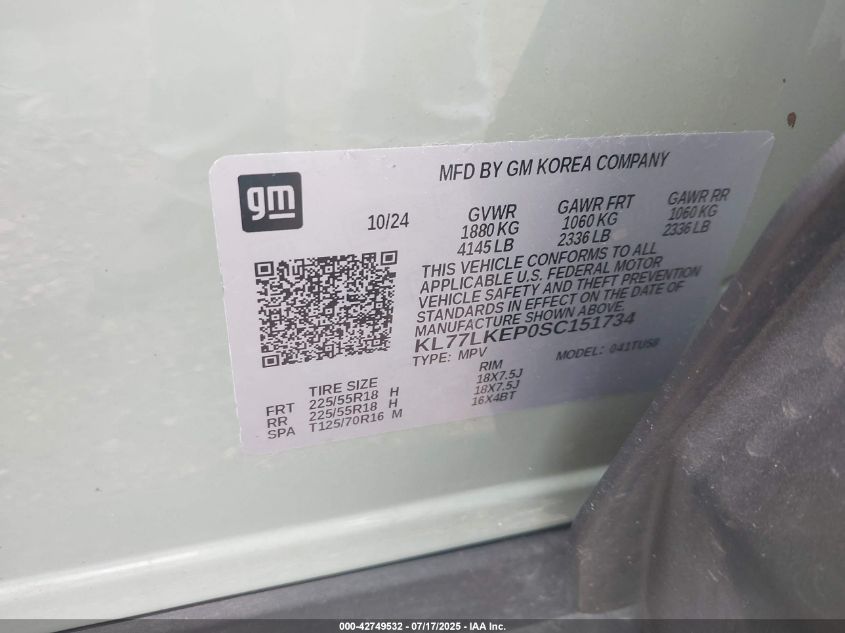 gm
MFD BY GM KOREA COMPANY
10/24
GVWR
1880 KG
4145 LB
GAWR FRT
1060 KG
2336 LB
GAWR RR
1060 KG
2336 LB
THIS VEHICLE CONFORMS TO ALL
APPLICABLE U.S. FEDERAL MOTOR
VEHICLE SAFETY AND THEFT PREVENTION
STANDARDS IN EFFECT ON THE DATE OF
MANUFACTURE SHOWN ABOVE.
KL77LKEP0SC151734
TYPE: MPV MODEL: 041TU58
TIRE SIZE RIM
FRT 225/55R18 H 18X7.5J
RR 225/55R18 H 18X7.5J
SPA T125/70R16 M 16X4BT
000-42749532 - 07/17/2025 - IAA Inc.